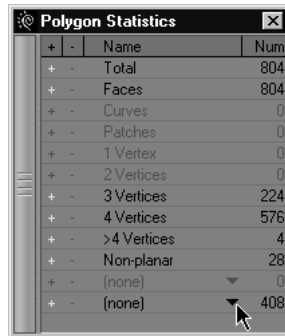 Polygon Statistics
+ - Name Num
+ - Total 804
+ - Faces 804
+ - Curves 0
+ - Patches 0
+ - 1 Vertex 0
+ - 2 Vertices 0
+ - 3 Vertices 224
+ - 4 Vertices 576
+ - >4 Vertices 4
+ - Non-planar 28
+ - (none) 0
+ - (none) 408